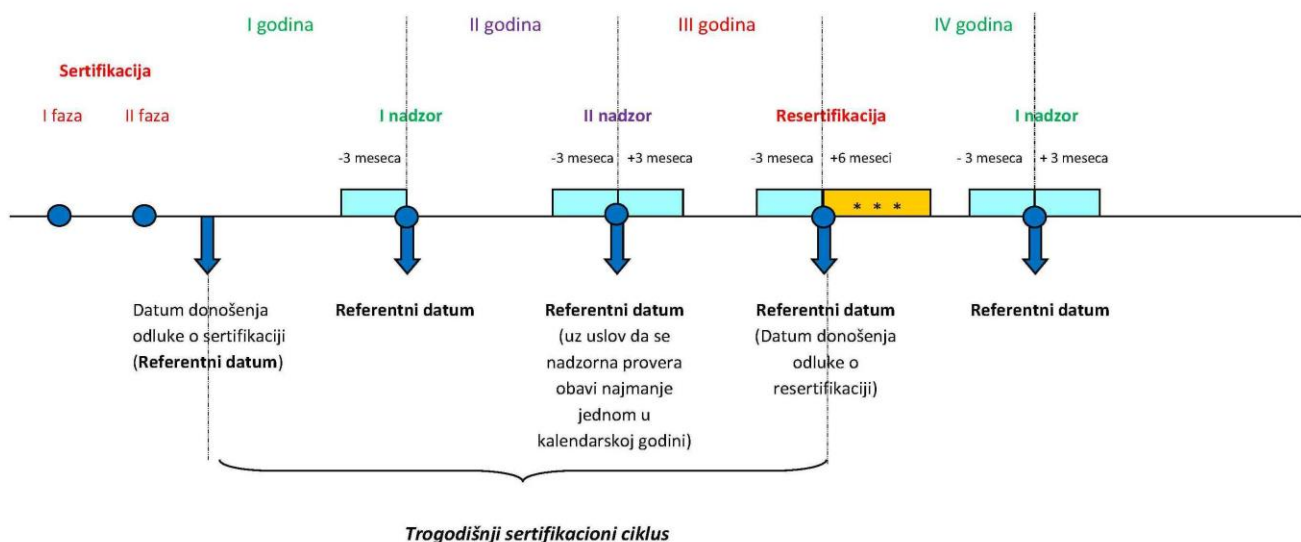 I godina
II godina
III godina
IV godina
Sertifikacija
I faza
II faza
I nadzor
II nadzor
Resertifikacija
I nadzor
-3 meseca
-3 meseca
+3 meseca
-3 meseca
+6 meseci
- 3 meseca
+ 3 meseca
* * *
Datum donošenja
odluke o sertifikaciji
(Referentni datum)
Referentni datum
Referentni datum
(uz uslov da se
nadzorna provera
obavi najmanje
jednom u
kalendarskoj godini)
Referentni datum
(Datum donošenja
odluke o
resertifikaciji)
Referentni datum
Trogodišnji sertifikacioni ciklus